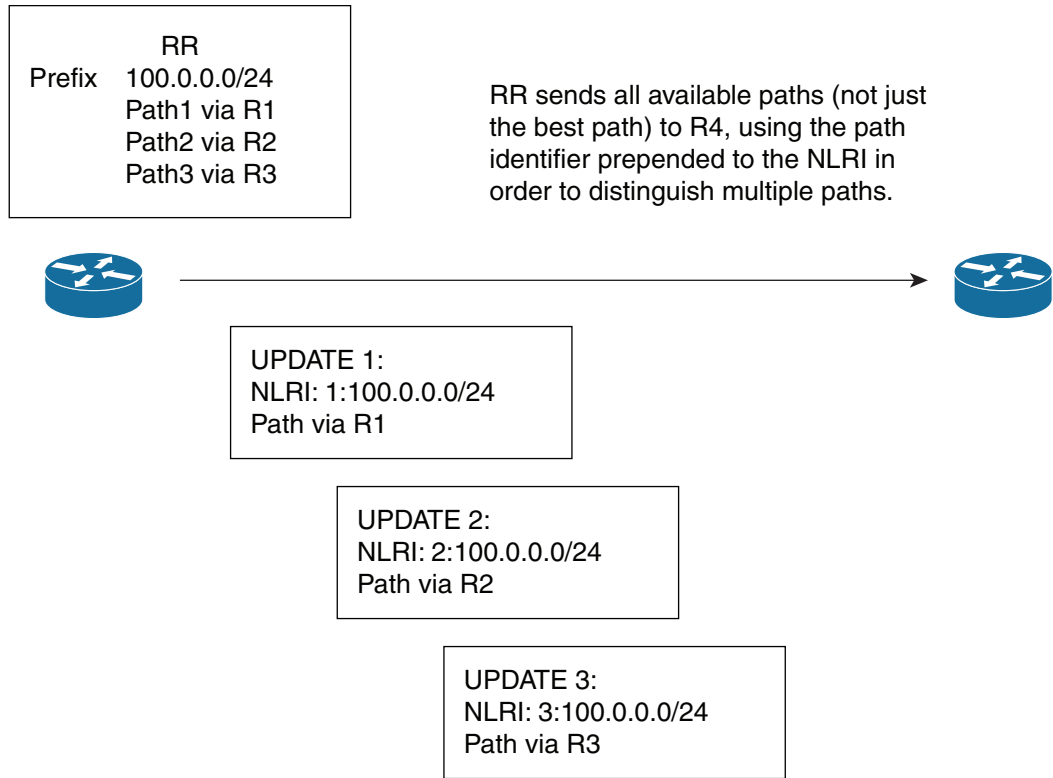 RR
Prefix 100.0.0.0/24
Path1 via R1
Path2 via R2
Path3 via R3
RR sends all available paths (not just
the best path) to R4, using the path
identifier prepended to the NLRI in
order to distinguish multiple paths.
UPDATE 1:
NLRI: 1:100.0.0.0/24
Path via R1
UPDATE 2:
NLRI: 2:100.0.0.0/24
Path via R2
UPDATE 3:
NLRI: 3:100.0.0.0/24
Path via R3